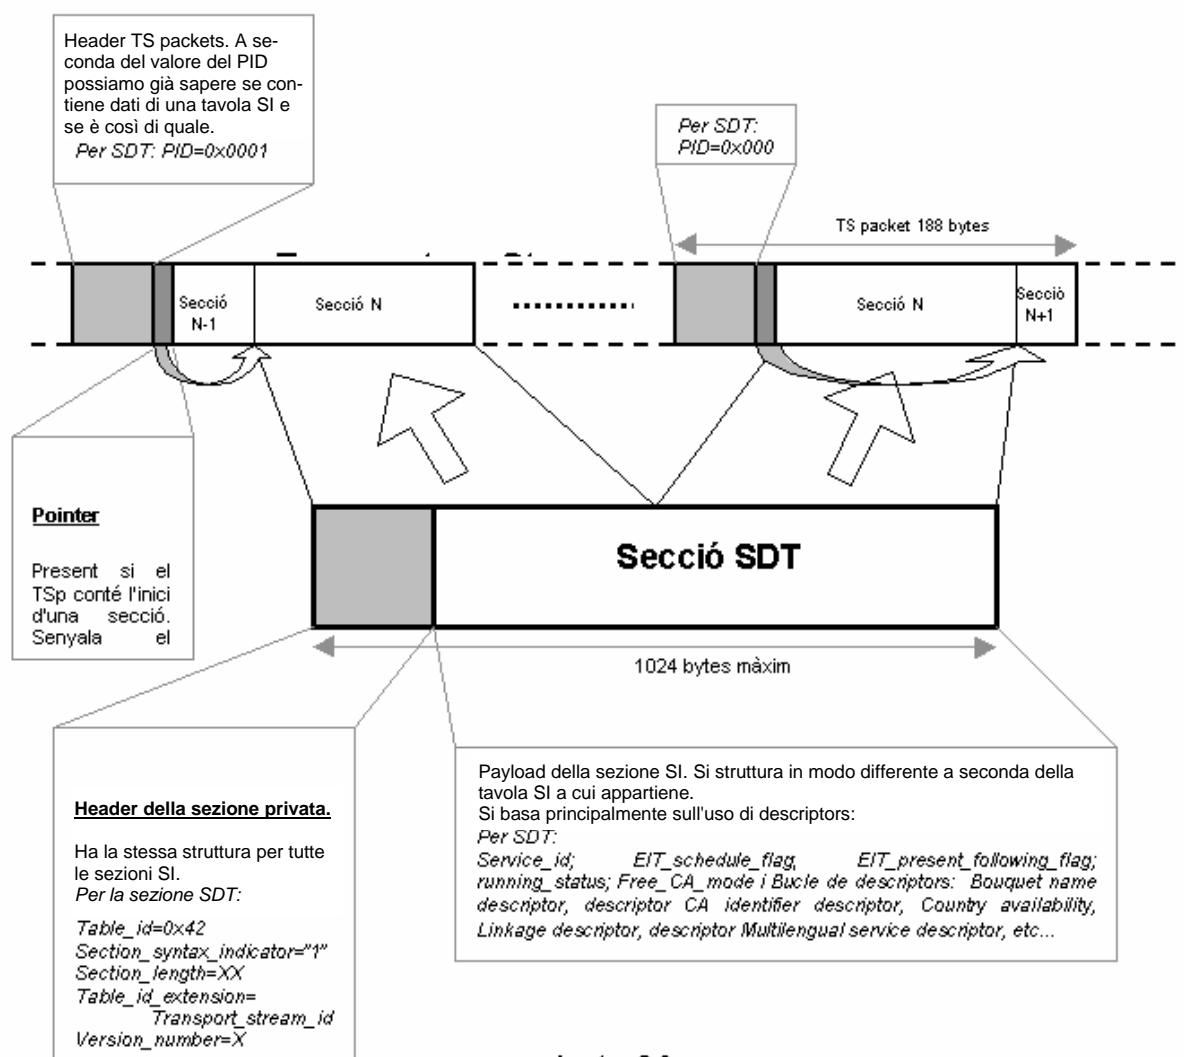 Header TS packets. A se-
conda del valore del PID
possiamo già sapere se con-
tiene dati di una tavola SI e
se è così di quale.
Per SDT: PID=0x0001
Per SDT:
PID=0x000
TS packet 188 bytes
Secció
N-1
Secció N
Secció N
Secció
N+1
Pointer
Present si el
TSp conté l'inici
d'una secció.
Senyala el
Secció SDT
1024 bytes màxim
Header della sezione privata.
Ha la stessa struttura per tutte
le sezioni SI.
Per la sezione SDT:
Table_id=0x42
Section_syntax_indicator="1"
Section_length=XX
Table_id_extension=
Transport_stream_id
Version_number=X
Payload della sezione SI. Si struttura in modo differente a seconda della
tavola SI a cui appartiene.
Si basa principalmente sull'uso di descriptors:
Per SDT:
Service_id; EIT_schedule_flag, EIT_present_following_flag;
running_status; Free_CA_mode i Bucle de descriptors: Bouquet name
descriptor, descriptor CA identifier descriptor, Country availability,
Linkage descriptor, descriptor Multilengual service descriptor, etc...